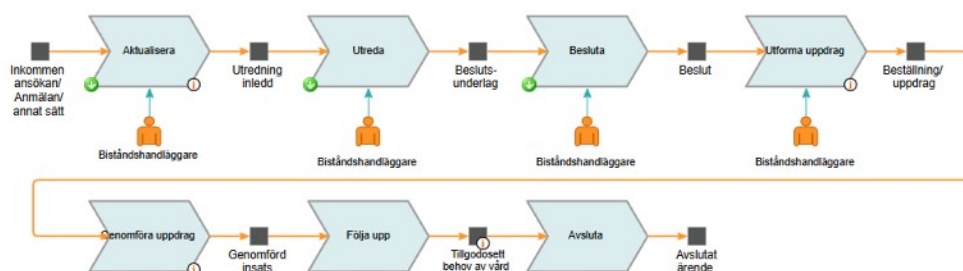 Aktualisera
Utreda
Besluta
Utforma uppdrag
Inkommen
ansökan/
Anmälan/
annat sätt
Utredning
inledd
Besluts-
underlag
Beslut
Beställning/
uppdrag
Biståndshandläggare
Biståndshandläggare
Biståndshandläggare
Biståndshandläggare
Genomföra uppdrag
Följa upp
Avsluta
Genomförd
insats
Tillgodosett
behov av vård
Avslutat
ärende